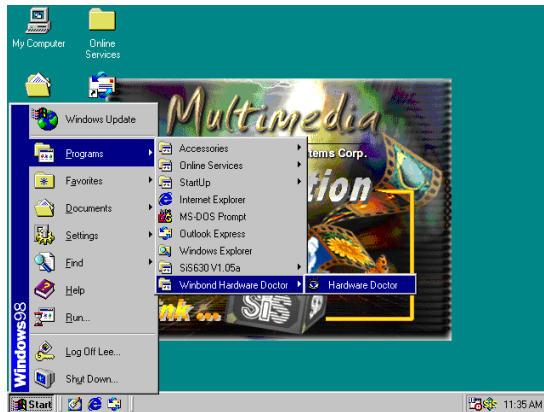 My Computer
Online Services
Multimedia
tems Corp.
tion
nk...
SiS
Windows Update
Programs
Favorites
Documents
Settings
Find
Help
Run...
Log Off Lee...
Shut Down...
Windows98
Accessories
Online Services
StartUp
Internet Explorer
MS-DOS Prompt
Outlook Express
Windows Explorer
SiS630 V1.05a
Winbond Hardware Doctor
Hardware Doctor
Start
11:35 AM